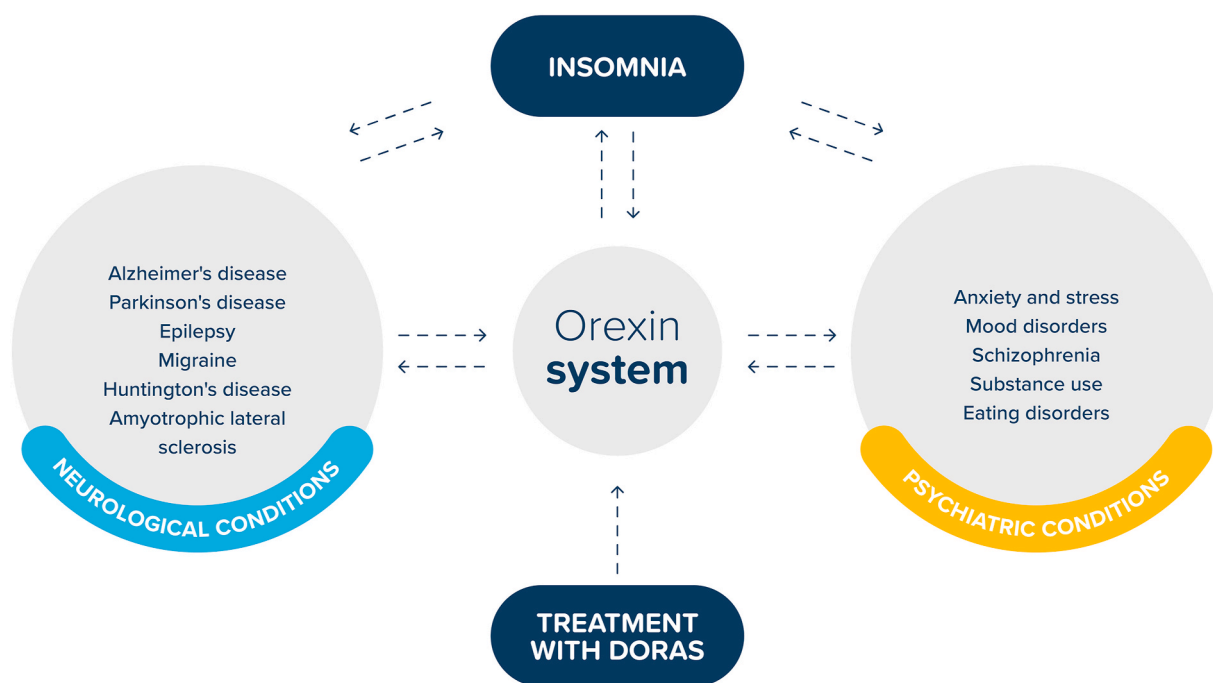 INSOMNIA
Alzheimer's disease
Parkinson's disease
Epilepsy
Migraine
Huntington's disease
Amyotrophic lateral
sclerosis
NEUROLOGICAL CONDITIONS
Orexin
system
Anxiety and stress
Mood disorders
Schizophrenia
Substance use
Eating disorders
PSYCHIATRIC CONDITIONS
TREATMENT
WITH DORAS